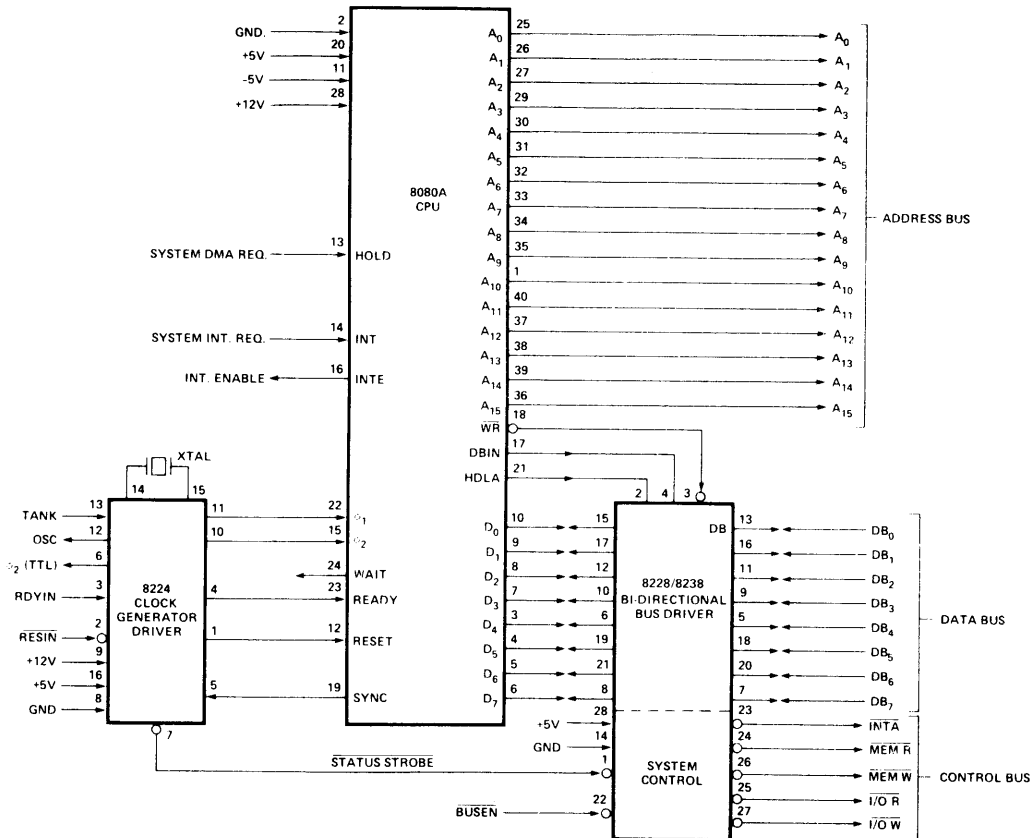 GND. 2
+5V 20
-5V 11
+12V 28
8080A
CPU
SYSTEM DMA REQ. 13 HOLD
SYSTEM INT. REQ. 14 INT
INT. ENABLE 16 INTE
A0 25 A0
A1 26 A1
A2 27 A2
A3 29 A3
A4 30 A4
A5 31 A5
A6 32 A6
A7 33 A7
A8 34 A8
A9 35 A9
A10 1 A10
A11 40 A11
A12 37 A12
A13 38 A13
A14 39 A14
A15 36 A15
ADDRESS BUS
WR 18
DBIN 17
HDLA 21
2 4 3
XTAL
14 15
TANK 13
OSC 12
φ2 (TTL) 6
RDYIN 3
RESIN 2
+12V 9
+5V 16
GND 8
8224
CLOCK
GENERATOR
DRIVER
11 22 φ1
10 15 φ2
24 WAIT
4 23 READY
1 12 RESET
5 19 SYNC
7
D0 10 15
D1 9 17
D2 8 12
D3 7 10
D4 3 6
D5 4 19
D6 5 21
D7 6 8
DB
8228/8238
BI-DIRECTIONAL
BUS DRIVER
13 DB0
16 DB1
11 DB2
9 DB3
5 DB4
18 DB5
20 DB6
7 DB7
DATA BUS
+5V 28
GND 14
STATUS STROBE 1
BUSEN 22
SYSTEM
CONTROL
23 INTA
24 MEM R
26 MEM W
25 I/O R
27 I/O W
CONTROL BUS